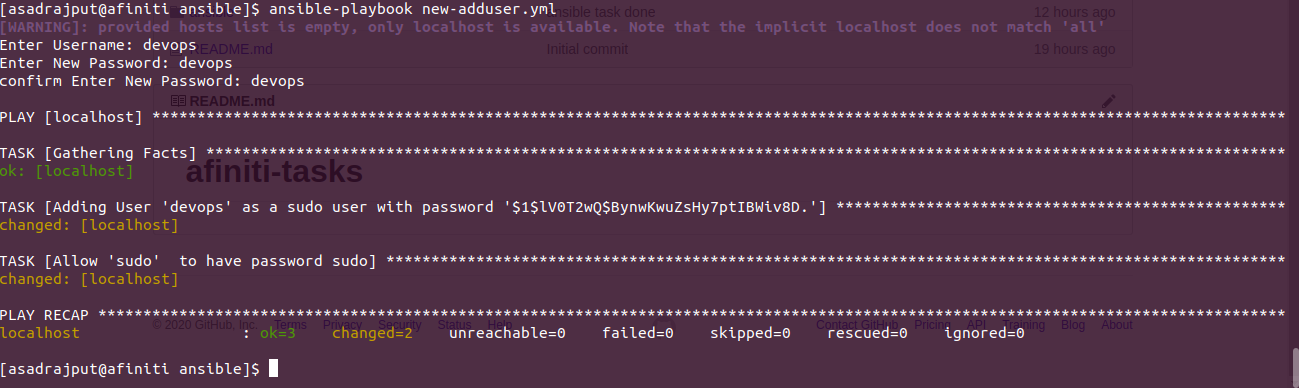 [asadrajput@afiniti ansible]$ ansible-playbook new-adduser.yml
ansible ansible task done 12 hours ago
[WARNING]: provided hosts list is empty, only localhost is available. Note that the implicit localhost does not match 'all'
Enter Username: devops
README.md Initial commit 19 hours ago
Enter New Password: devops
confirm Enter New Password: devops
README.md
PLAY [localhost] ******************************************************************************************************************************
TASK [Gathering Facts] ************************************************************************************************************************
ok: [localhost]
afiniti-tasks
TASK [Adding User 'devops' as a sudo user with password '$1$lV0T2wQ$BynwKwuZsHy7ptIBWiv8D.'] **************************************************
changed: [localhost]
TASK [Allow 'sudo'  to have password sudo] ****************************************************************************************************
changed: [localhost]
PLAY RECAP ************************************************************************************************************************************
© 2020 GitHub, Inc. Terms Privacy Security Status Help Contact GitHub Pricing API Training Blog About
localhost                  : ok=3    changed=2    unreachable=0    failed=0    skipped=0    rescued=0    ignored=0
[asadrajput@afiniti ansible]$